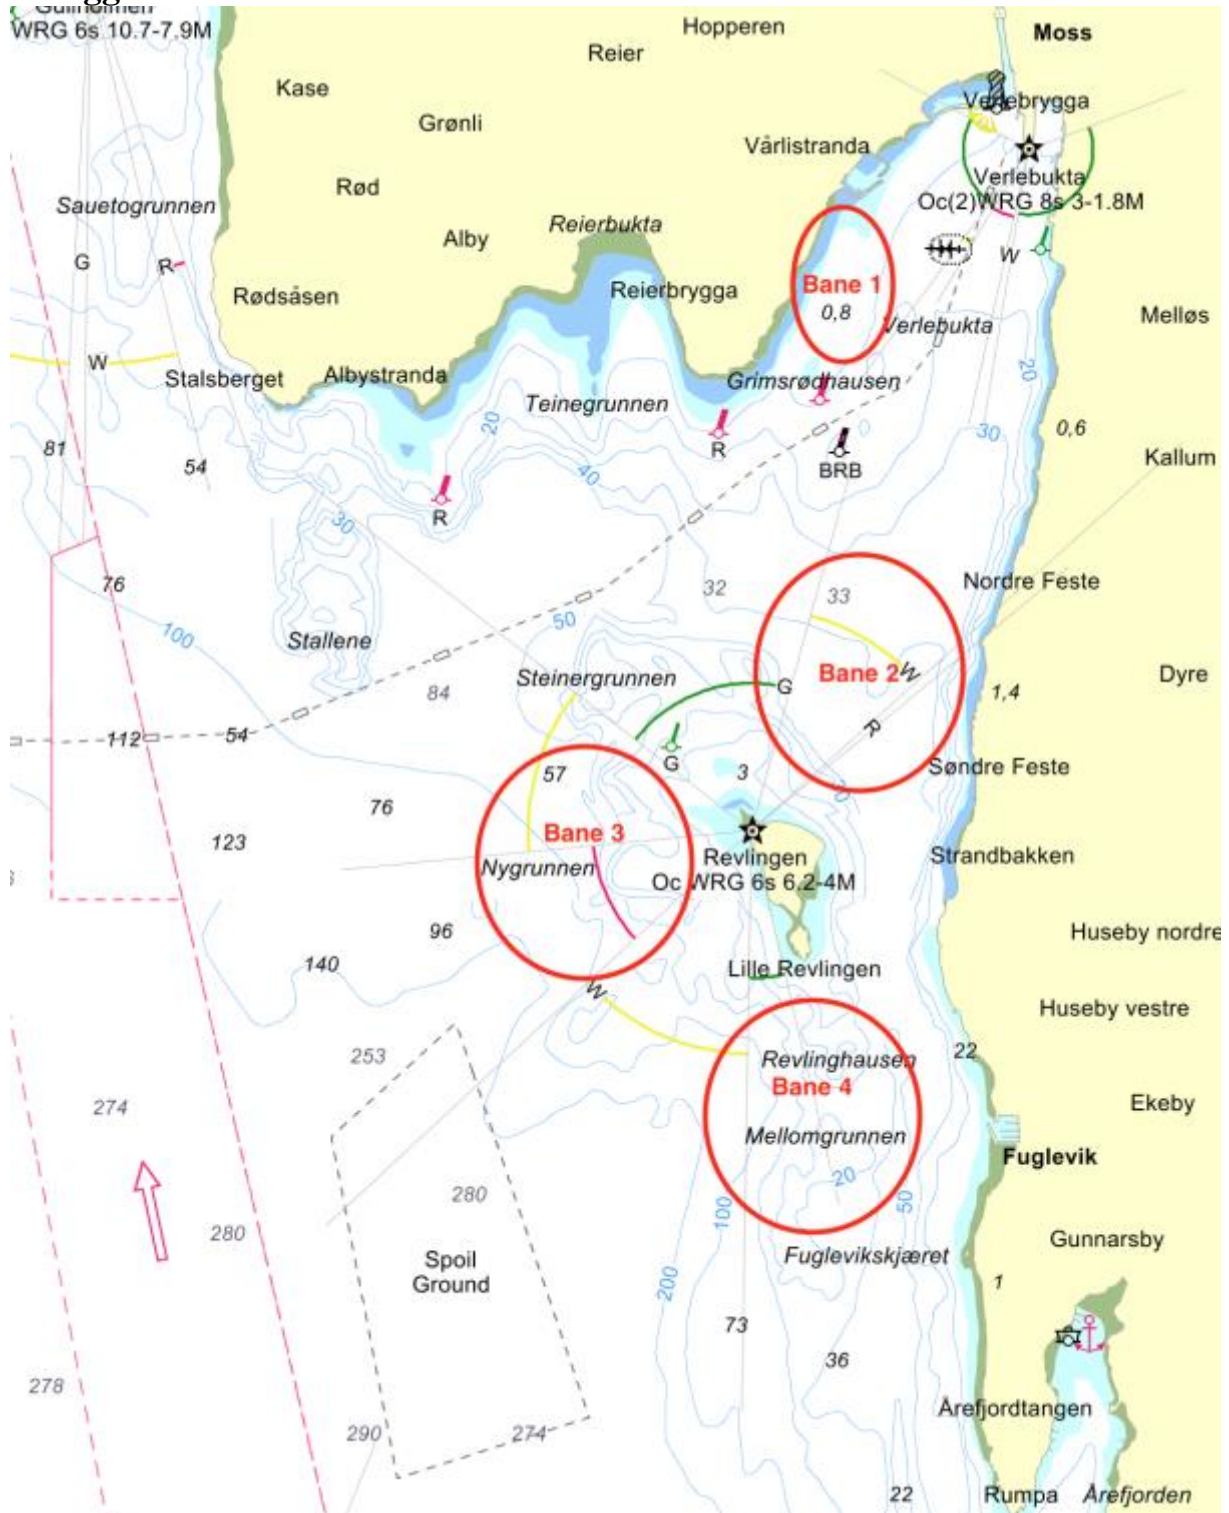 Gullholmen
WRG 6s 10.7-7.9M
Hopperen
Moss
Reier
Kase
Verlebrygga
Grønli
Vårlistranda
Verlebukta
Oc(2)WRG 8s 3-1.8M
Rød
Sauetogrunnen
Reierbukta
Alby
W
G
R
Rødsåsen
Reierbrygga
Bane 1
0,8
Verlebukta
Melløs
W
Stalsberget
Albystranda
Grimsrødhausen
20
Teinegrunnen
20
30
0,6
81
54
40
R
BRB
Kallum
R
30
76
32
33
Nordre Feste
100
50
Stallene
Steinergrunnen
84
G
Bane 2
W
1,4
Dyre
112
54
R
G
57
3
Søndre Feste
76
Bane 3
123
Nygrunnen
Revlingen
Oc WRG 6s 6.2-4M
Strandbakken
96
140
Huseby nordre
Lille Revlingen
W
Huseby vestre
253
22
Revlinghausen
Bane 4
274
Ekeby
Mellomgrunnen
Fuglevik
20
280
50
100
280
Gunnarsby
Spoil
Ground
Fuglevikskjæret
200
1
73
36
278
Årefjordtangen
290
274
22
Rumpa
Årefjorden